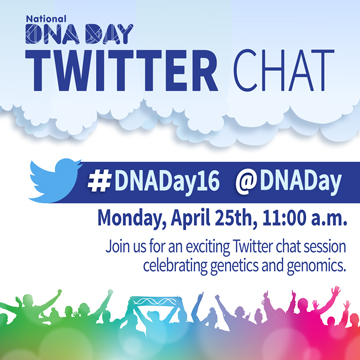 National
DNA DAY
TWITTER CHAT
#DNADay16 @DNADay
Monday, April 25th, 11:00 a.m.
Join us for an exciting Twitter chat session
celebrating genetics and genomics.